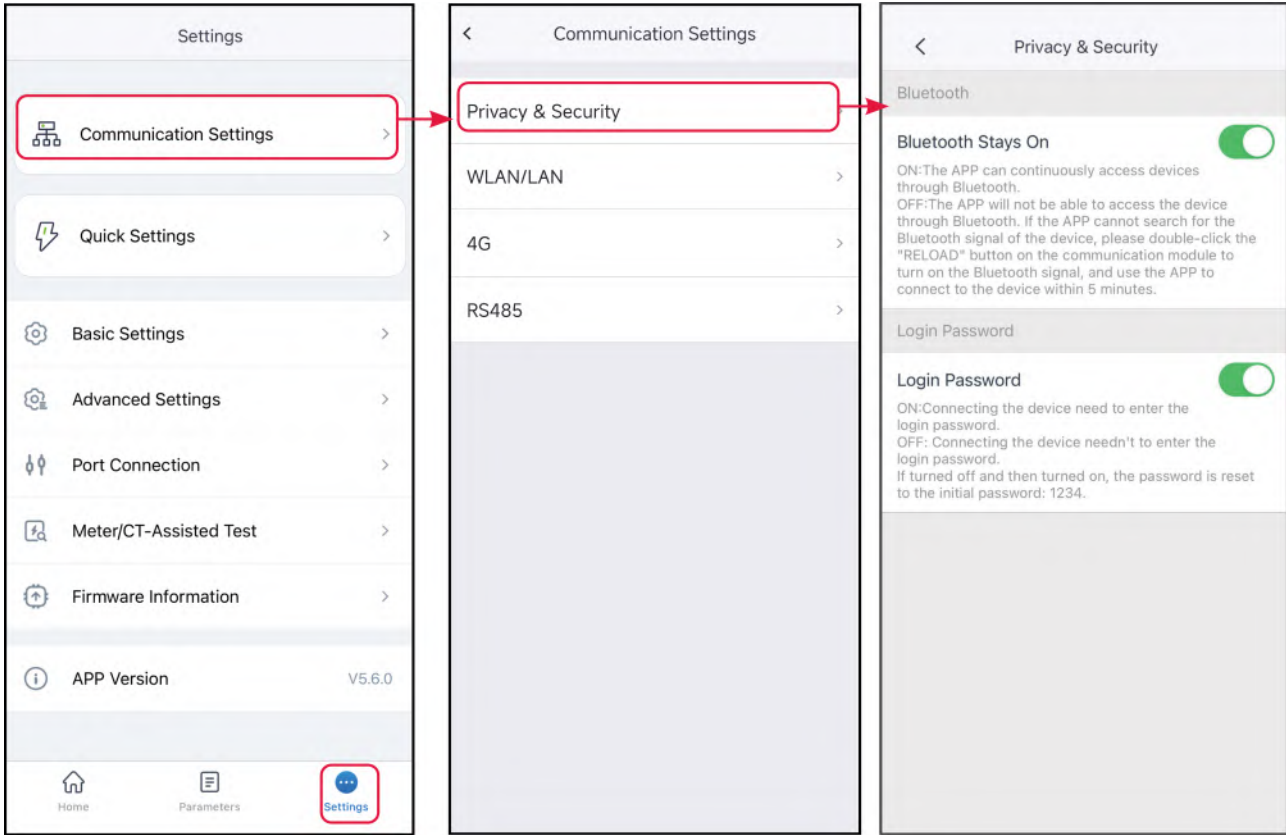 Settings
Communication Settings
Quick Settings
Basic Settings
Advanced Settings
Port Connection
Meter/CT-Assisted Test
Firmware Information
APP Version V5.6.0
Home Parameters Settings
Communication Settings
Privacy & Security
WLAN/LAN
4G
RS485
Privacy & Security
Bluetooth
Bluetooth Stays On
ON:The APP can continuously access devices
through Bluetooth.
OFF:The APP will not be able to access the device
through Bluetooth. If the APP cannot search for the
Bluetooth signal of the device, please double-click the
"RELOAD" button on the communication module to
turn on the Bluetooth signal, and use the APP to
connect to the device within 5 minutes.
Login Password
Login Password
ON:Connecting the device need to enter the
login password.
OFF: Connecting the device needn't to enter the
login password.
If turned off and then turned on, the password is reset
to the initial password: 1234.